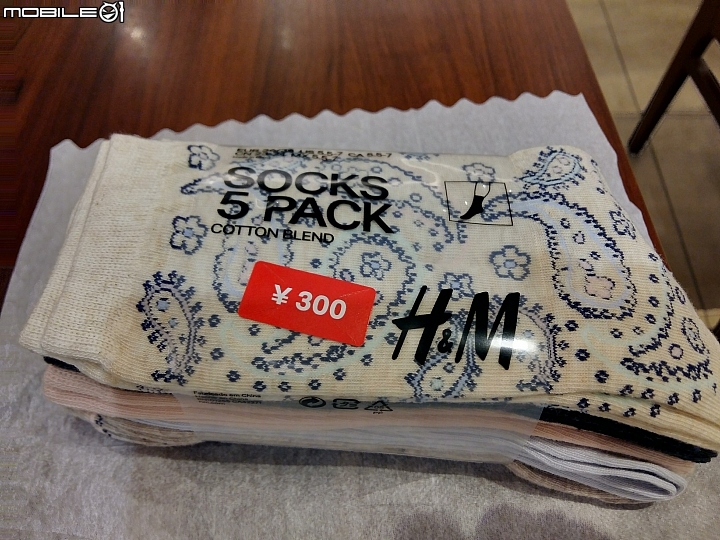 MOBILE01
SOCKS
5 PACK
COTTON BLEND
¥300
H&M